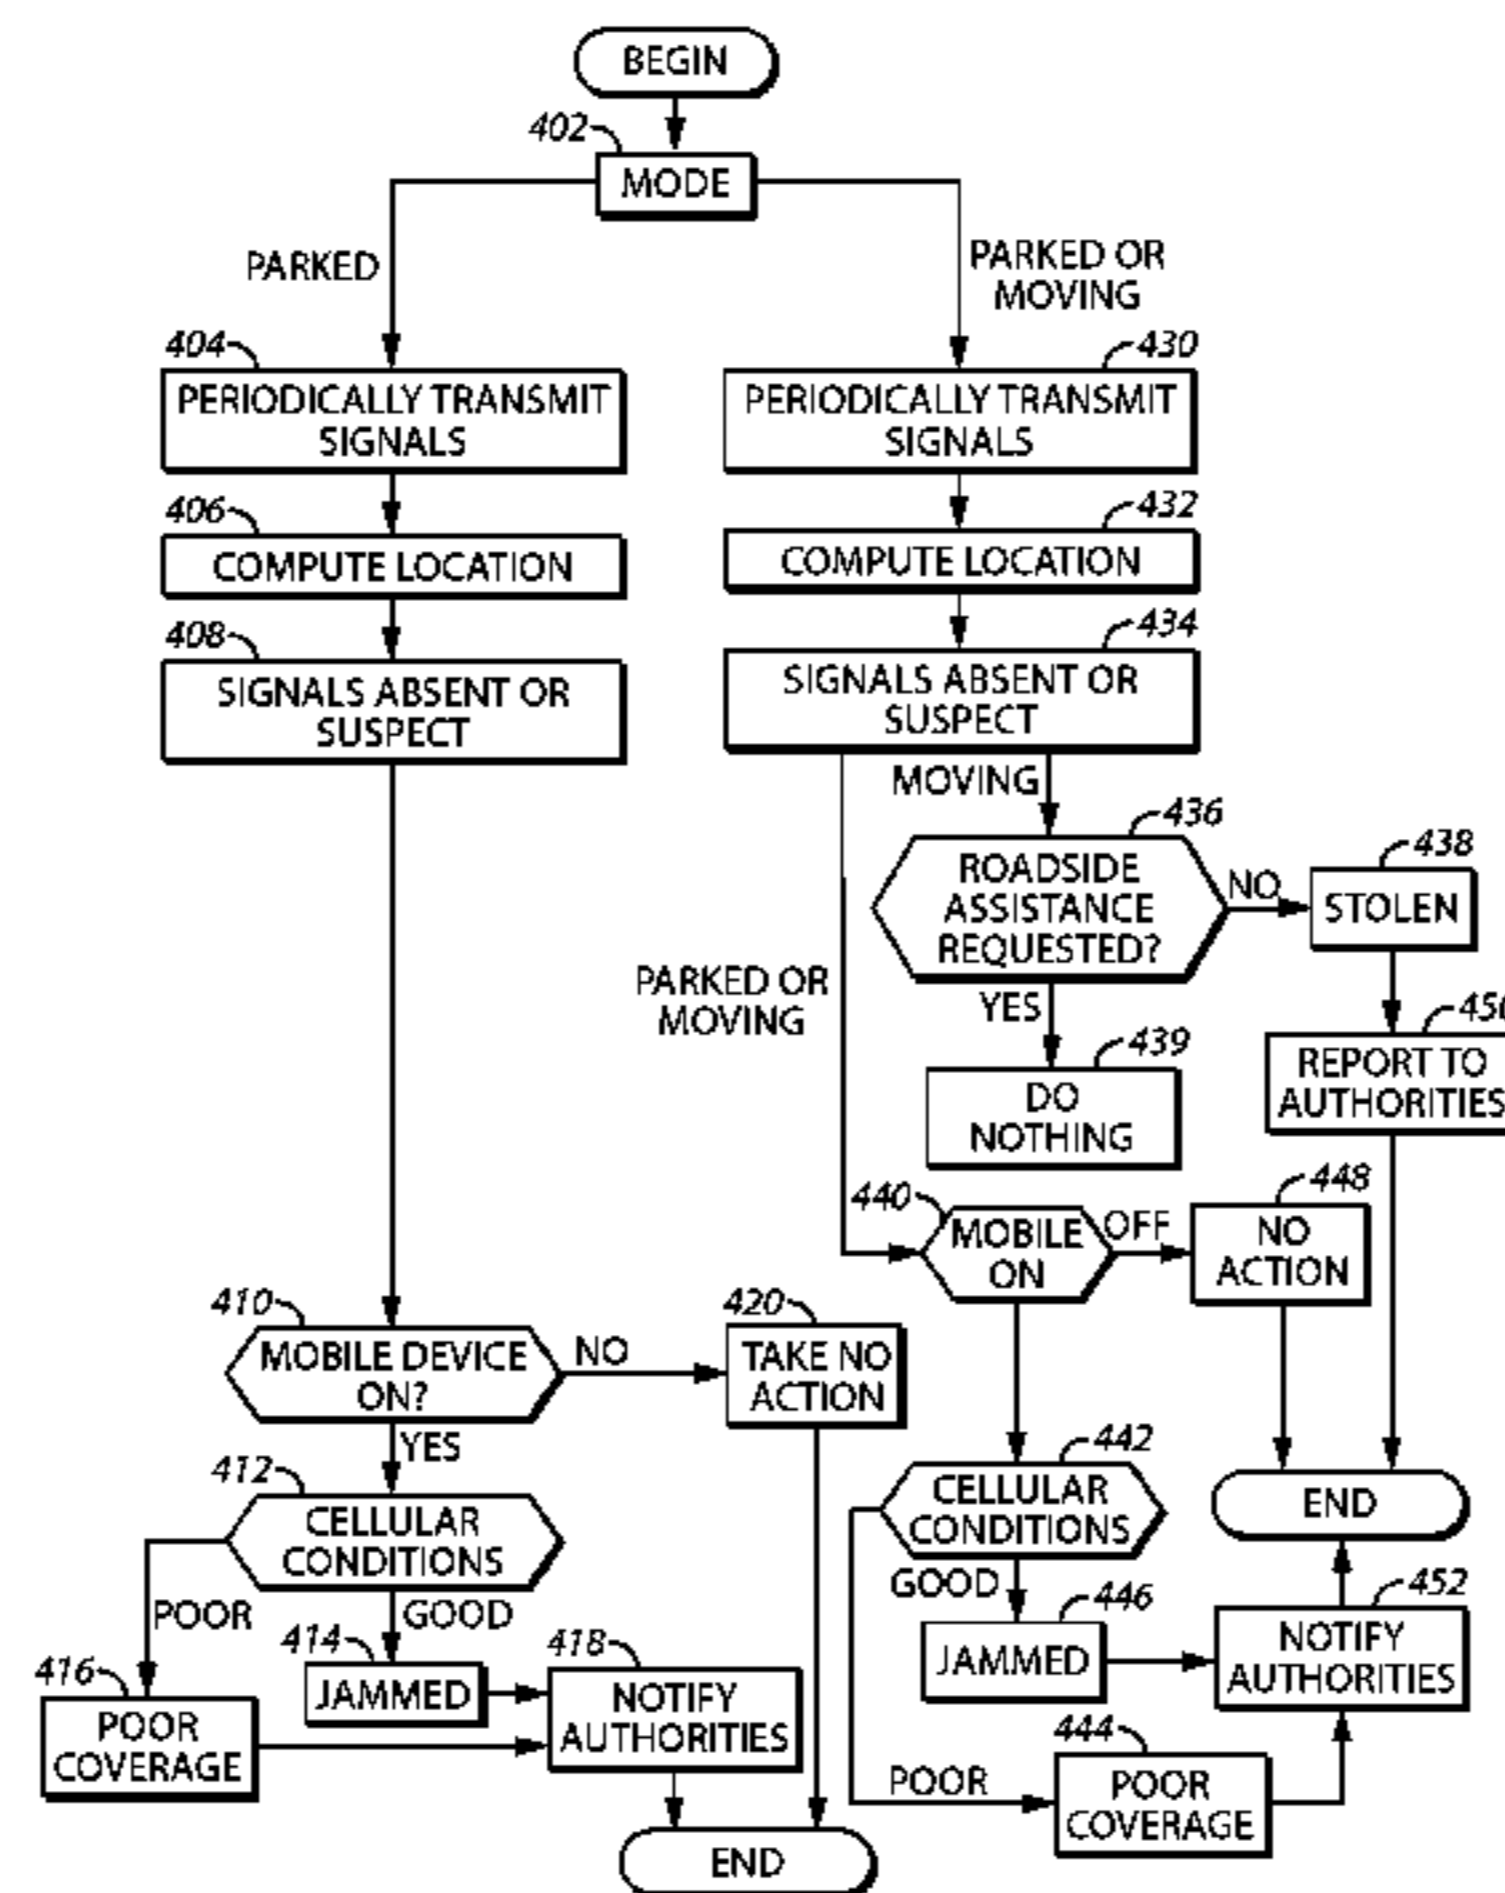 BEGIN
402
MODE
PARKED
PARKED OR
MOVING
404
PERIODICALLY TRANSMIT
SIGNALS
430
PERIODICALLY TRANSMIT
SIGNALS
406
COMPUTE LOCATION
432
COMPUTE LOCATION
408
SIGNALS ABSENT OR
SUSPECT
434
SIGNALS ABSENT OR
SUSPECT
MOVING
436
ROADSIDE
ASSISTANCE
REQUESTED?
NO
438
STOLEN
PARKED OR
MOVING
YES
439
DO
NOTHING
REPORT TO
AUTHORITIES
440
MOBILE
ON
OFF
448
NO
ACTION
410
MOBILE DEVICE
ON?
NO
420
TAKE NO
ACTION
YES
412
CELLULAR
CONDITIONS
442
CELLULAR
CONDITIONS
END
POOR
GOOD
GOOD
414
JAMMED
416
POOR
COVERAGE
418
NOTIFY
AUTHORITIES
446
JAMMED
452
NOTIFY
AUTHORITIES
POOR
444
POOR
COVERAGE
END